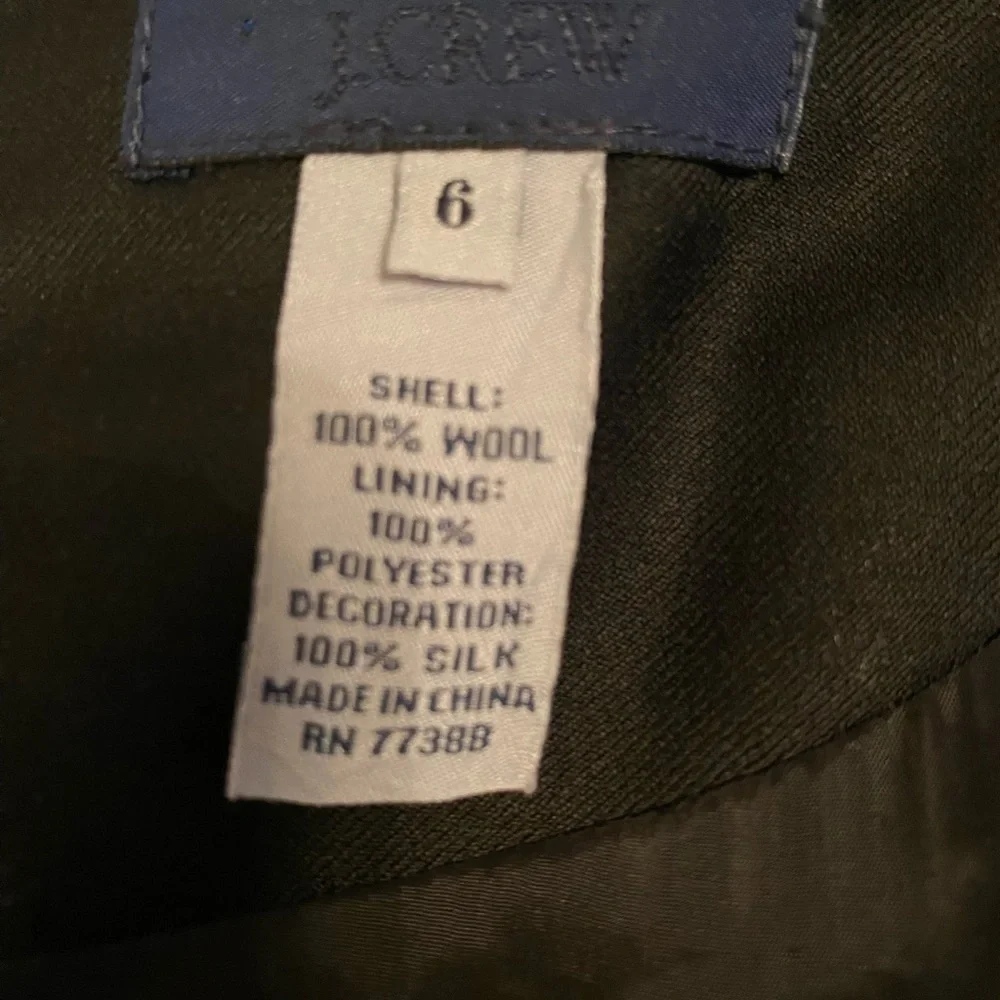 J.CREW
6
SHELL:
100% WOOL
LINING:
100%
POLYESTER
DECORATION:
100% SILK
MADE IN CHINA
RN 77388